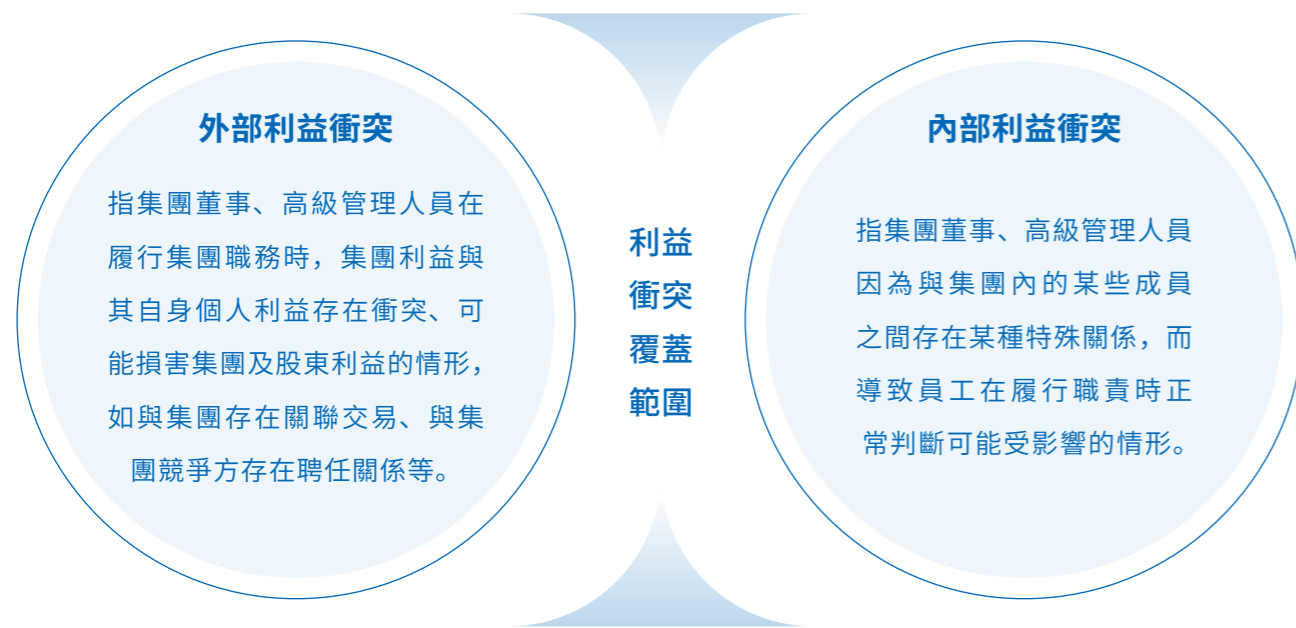 外部利益衝突
指集團董事、高級管理人員在
履行集團職務時，集團利益與
其自身個人利益存在衝突、可
能損害集團及股東利益的情形，
如與集團存在關聯交易、與集
團競爭方存在聘任關係等。
利益
衝突
覆蓋
範圍
內部利益衝突
指集團董事、高級管理人員
因為與集團內的某些成員
之間存在某種特殊關係，而
導致員工在履行職責時正
常判斷可能受影響的情形。